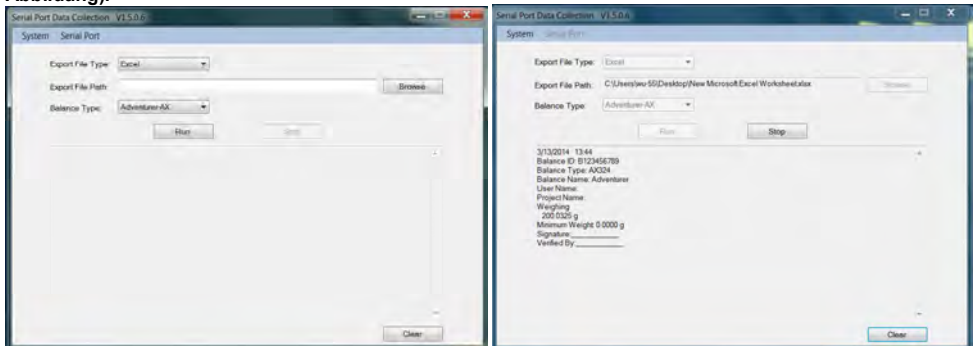 Abbildung):
Serial Port Data Collection V1.5.0.6
System Serial Port
Export File Type: Excel
Export File Path:
Browse
Balance Type: Adventurer-AX
Run Stop
Clear
Serial Port Data Collection V1.5.0.6
System Serial Port
Export File Type: Excel
Export File Path: C:\Users\wu-55\Desktop\New Microsoft Excel Worksheet.xlsx
Browse
Balance Type: Adventurer-AX
Run Stop
3/13/2014 13:44
Balance ID: B123456789
Balance Type: AX324
Balance Name: Adventurer
User Name:
Project Name:
Weighing
200.0325 g
Minimum Weight: 0.0000 g
Signature:____________
Verified By:____________
Clear